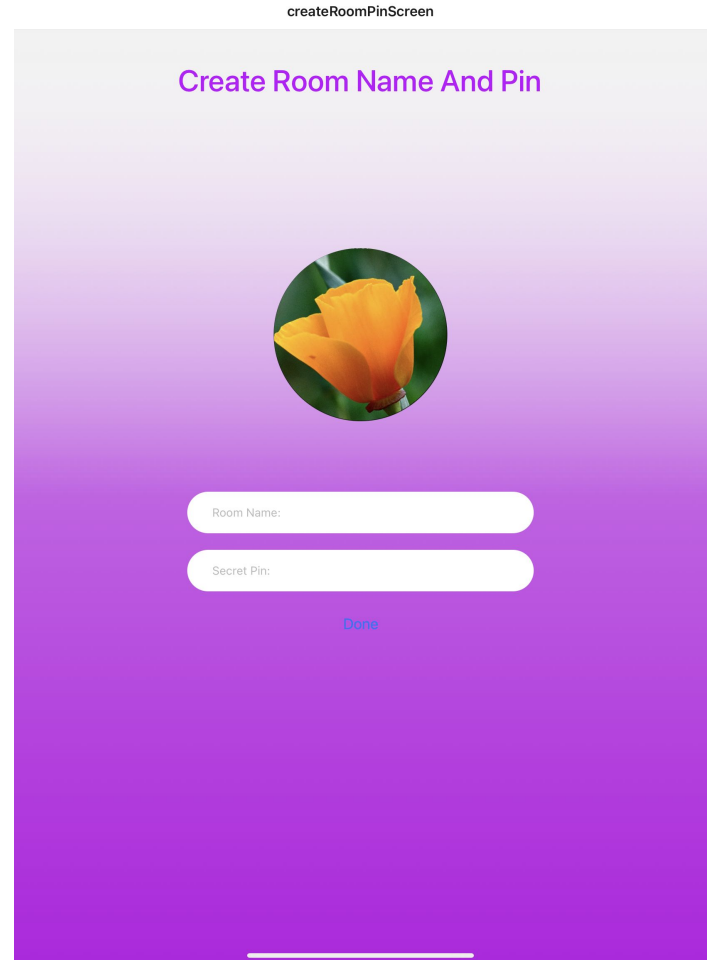 createRoomPinScreen
Create Room Name And Pin
Room Name:
Secret Pin:
Done